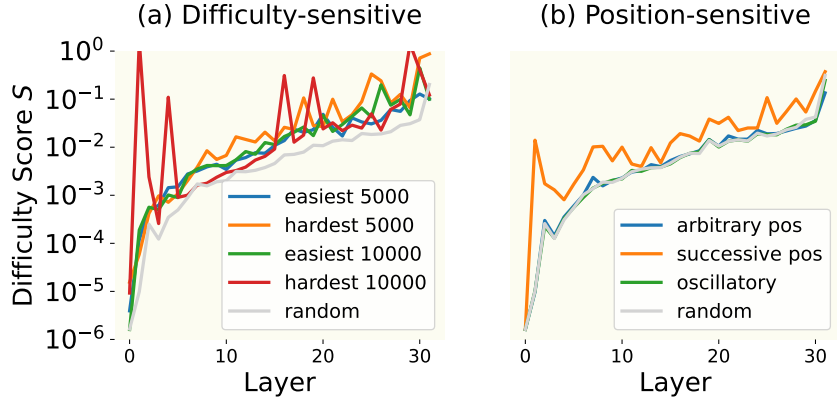 (a) Difficulty-sensitive
(b) Position-sensitive
Difficulty Score S
10⁰
10⁻¹
10⁻²
10⁻³
10⁻⁴
10⁻⁵
10⁻⁶
easiest 5000
hardest 5000
easiest 10000
hardest 10000
random
0 10 20 30
Layer
arbitrary pos
successive pos
oscillatory
random
0 10 20 30
Layer